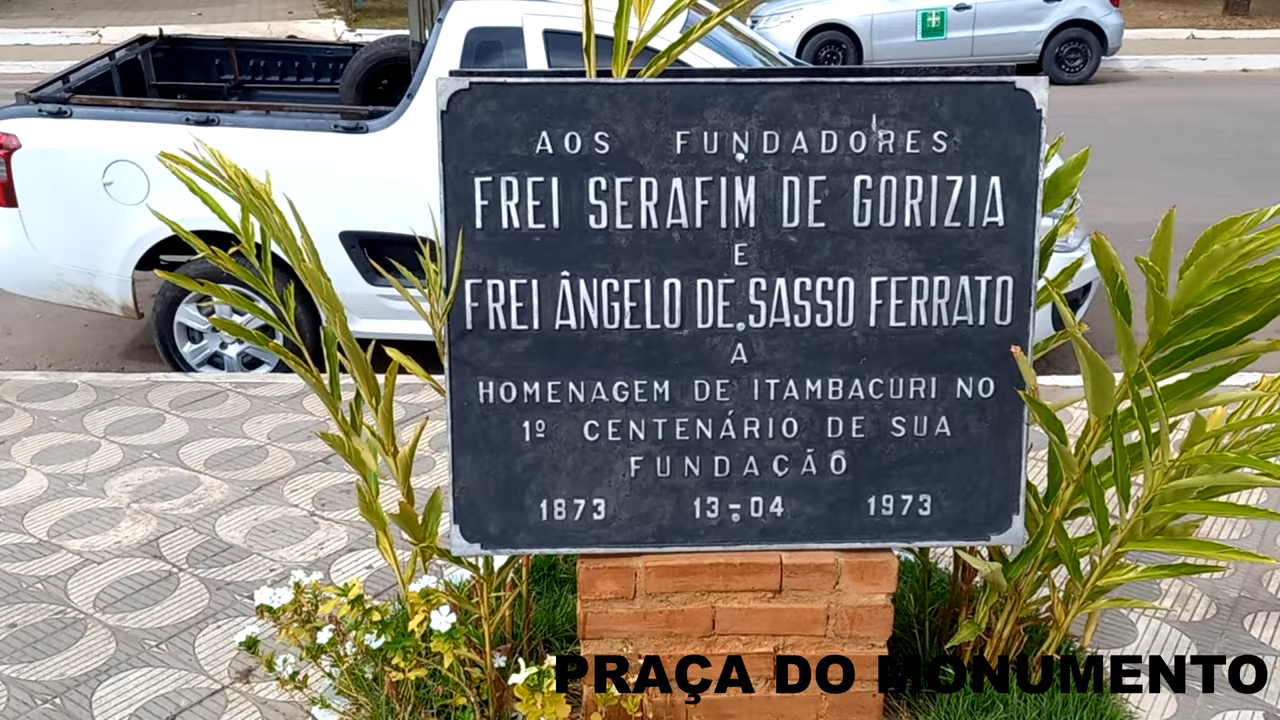 AOS FUNDADORES
FREI SERAFIM DE GORIZIA
E
FREI ÂNGELO DE SASSO FERRATO
A
HOMENAGEM DE ITAMBACURI NO
1º CENTENÁRIO DE SUA
FUNDAÇÃO
1873 13-04 1973
PRAÇA DO MONUMENTO